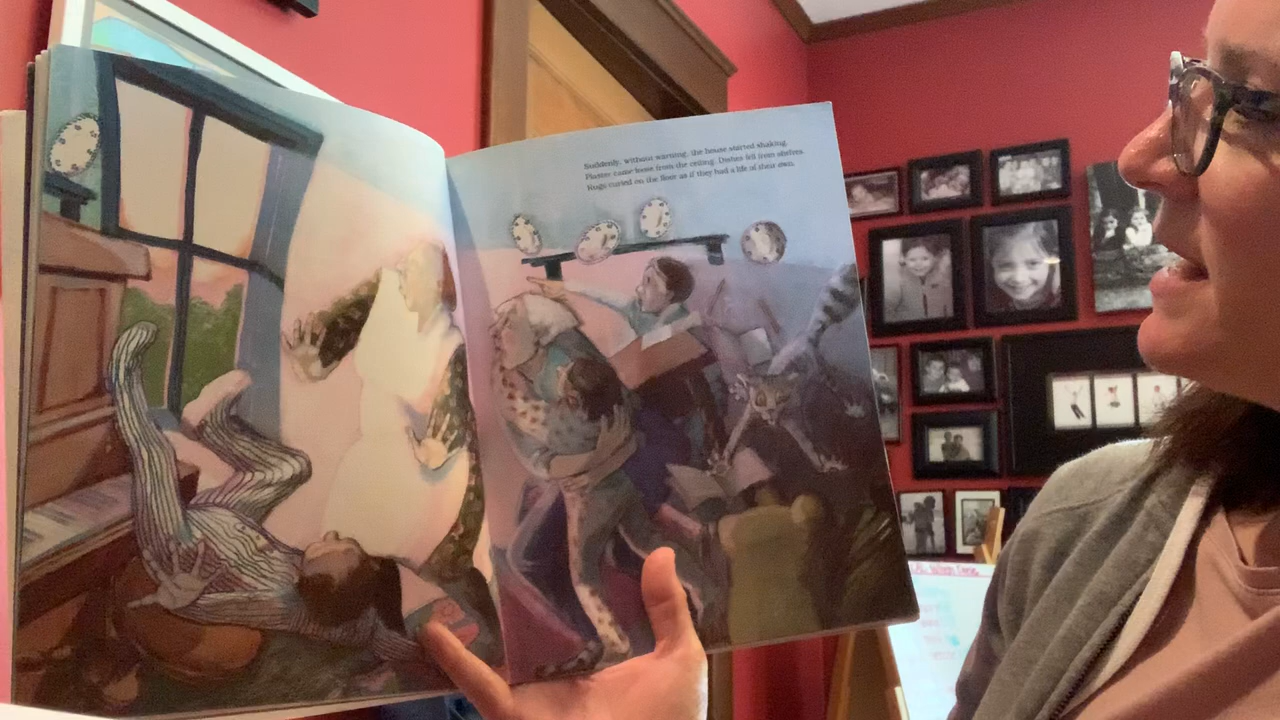 Suddenly, without warning, the house started shaking.
Plaster came loose from the ceiling. Dishes fell from shelves.
Rugs curled on the floor as if they had a life of their own.